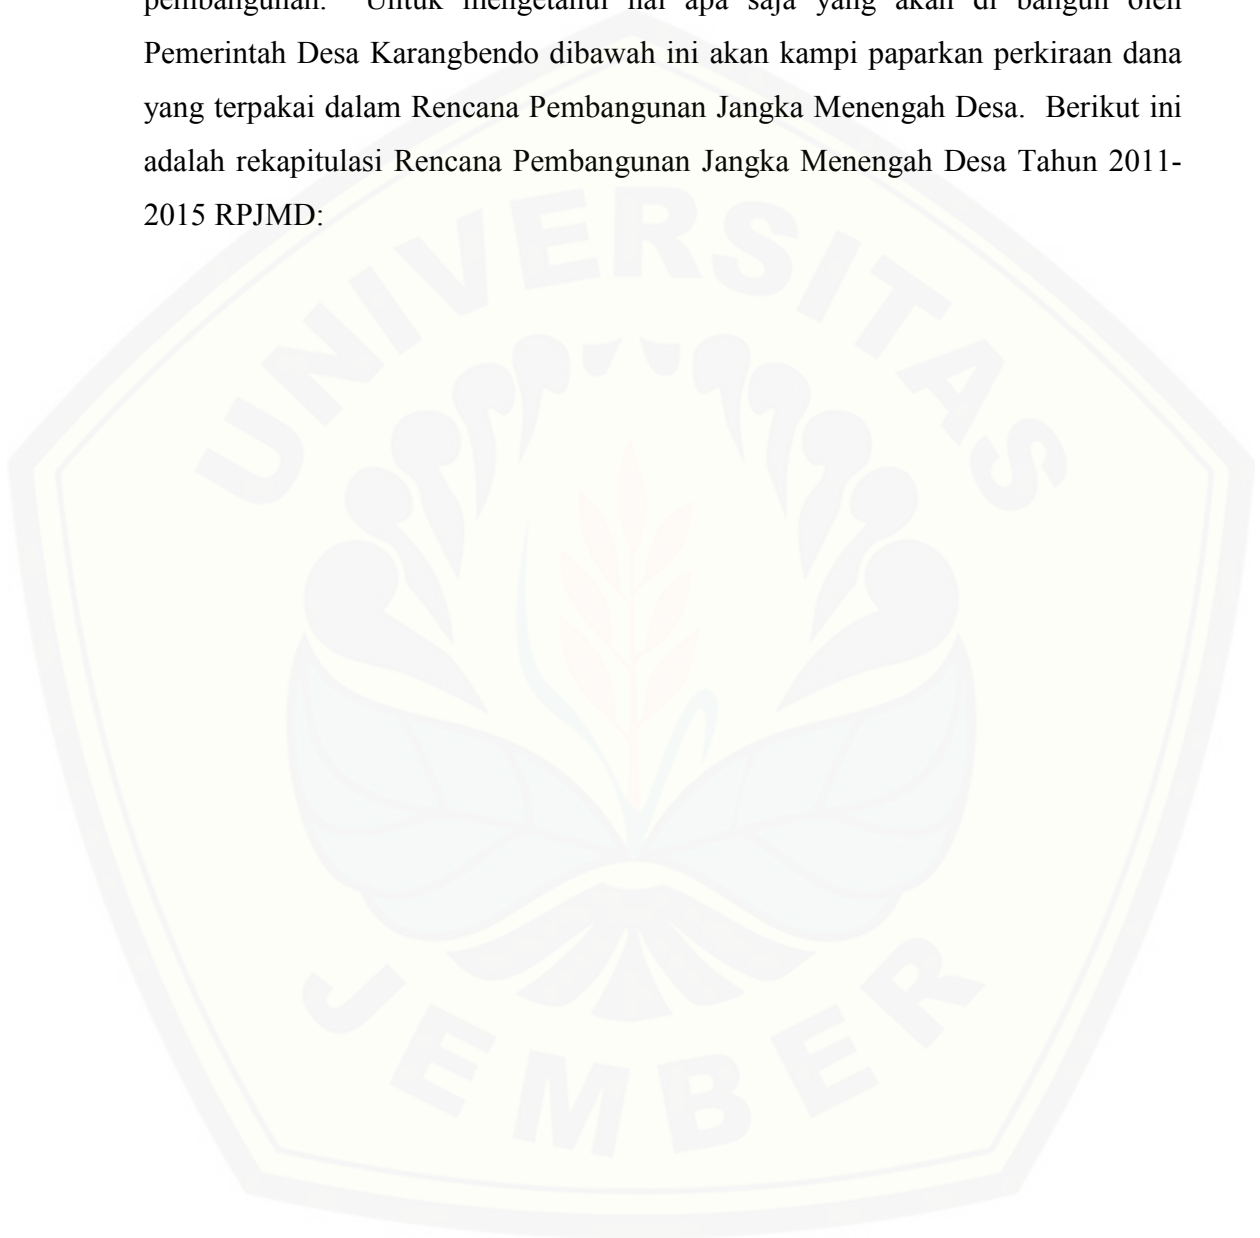 pembangunan. Untuk mengetahui hal apa saja yang akan di bangun oleh
Pemerintah Desa Karangbendo dibawah ini akan kampi paparkan perkiraan dana
yang terpakai dalam Rencana Pembangunan Jangka Menengah Desa. Berikut ini
adalah rekapitulasi Rencana Pembangunan Jangka Menengah Desa Tahun 2011-
2015 RPJMD:
UNIVERSITAS
JEMBER